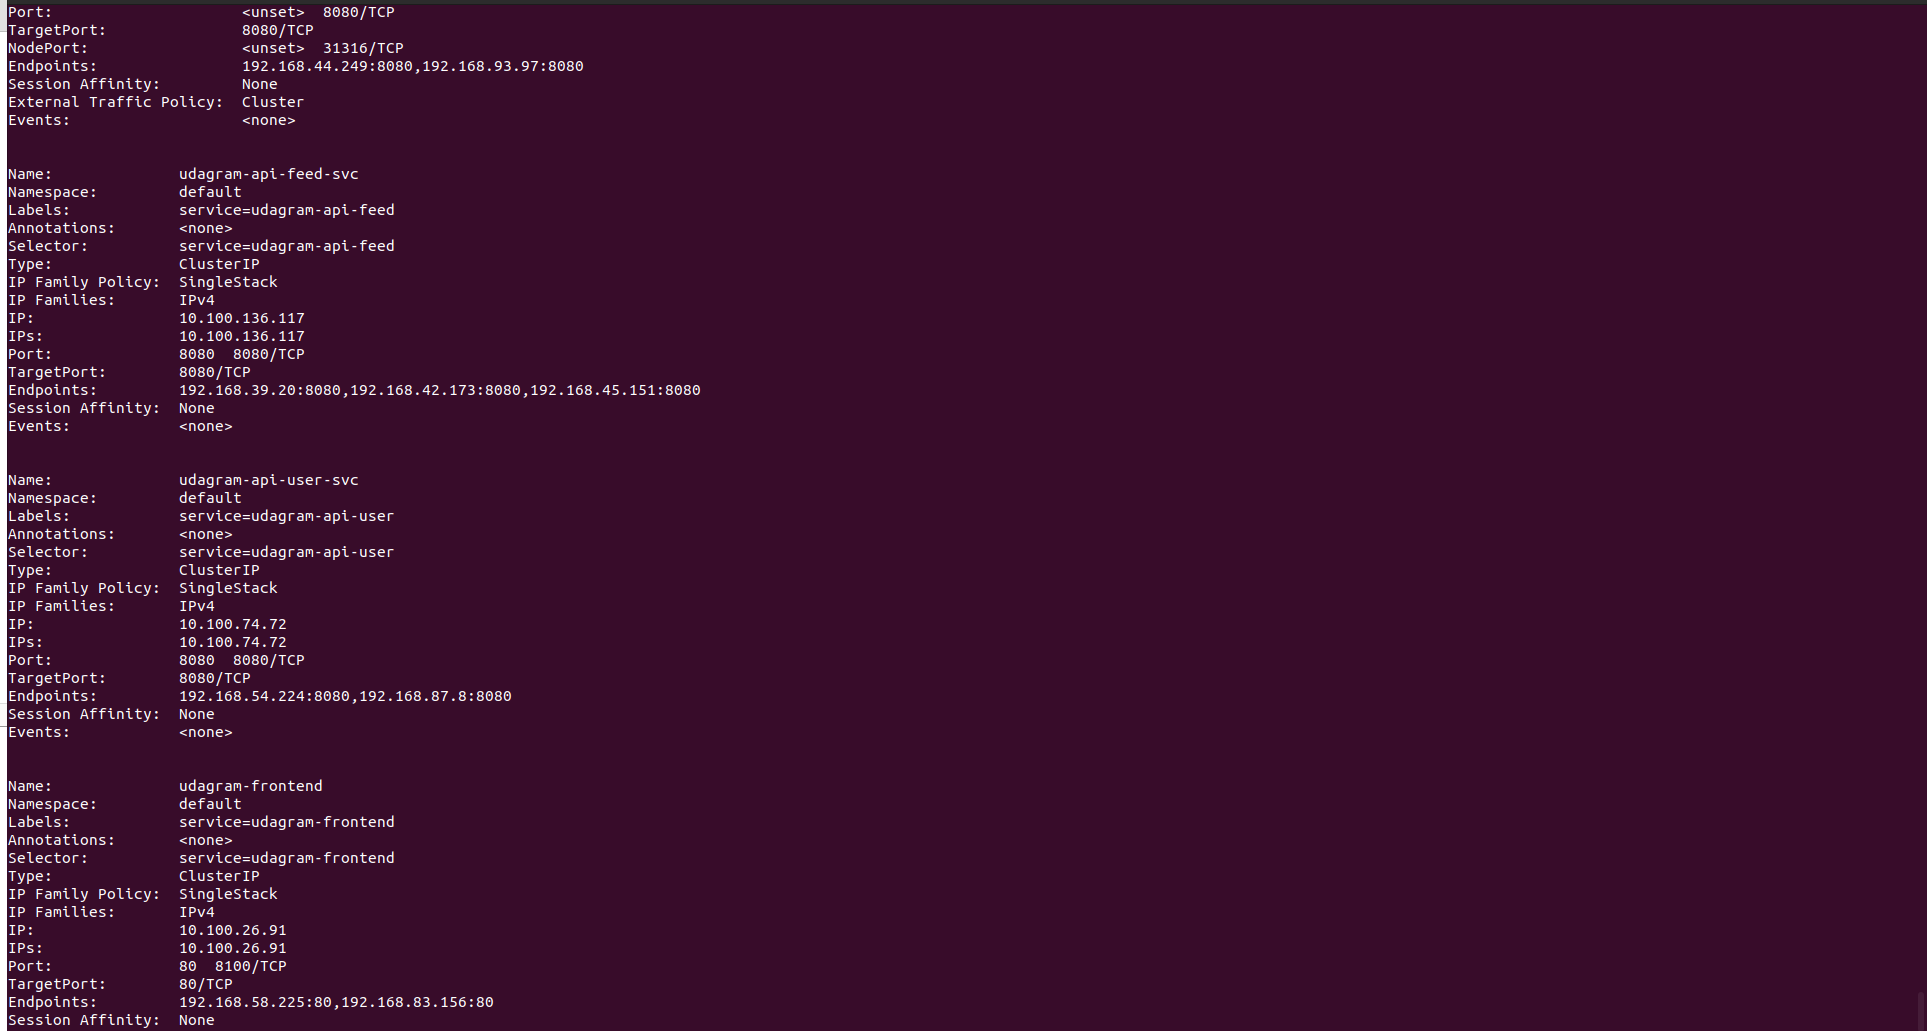 Port:                     <unset>  8080/TCP
TargetPort:               8080/TCP
NodePort:                 <unset>  31316/TCP
Endpoints:                192.168.44.249:8080,192.168.93.97:8080
Session Affinity:         None
External Traffic Policy:  Cluster
Events:                   <none>

Name:              udagram-api-feed-svc
Namespace:         default
Labels:            service=udagram-api-feed
Annotations:       <none>
Selector:          service=udagram-api-feed
Type:              ClusterIP
IP Family Policy:  SingleStack
IP Families:       IPv4
IP:                10.100.136.117
IPs:               10.100.136.117
Port:              8080  8080/TCP
TargetPort:        8080/TCP
Endpoints:         192.168.39.20:8080,192.168.42.173:8080,192.168.45.151:8080
Session Affinity:  None
Events:            <none>

Name:              udagram-api-user-svc
Namespace:         default
Labels:            service=udagram-api-user
Annotations:       <none>
Selector:          service=udagram-api-user
Type:              ClusterIP
IP Family Policy:  SingleStack
IP Families:       IPv4
IP:                10.100.74.72
IPs:               10.100.74.72
Port:              8080  8080/TCP
TargetPort:        8080/TCP
Endpoints:         192.168.54.224:8080,192.168.87.8:8080
Session Affinity:  None
Events:            <none>

Name:              udagram-frontend
Namespace:         default
Labels:            service=udagram-frontend
Annotations:       <none>
Selector:          service=udagram-frontend
Type:              ClusterIP
IP Family Policy:  SingleStack
IP Families:       IPv4
IP:                10.100.26.91
IPs:               10.100.26.91
Port:              80  8100/TCP
TargetPort:        80/TCP
Endpoints:         192.168.58.225:80,192.168.83.156:80
Session Affinity:  None